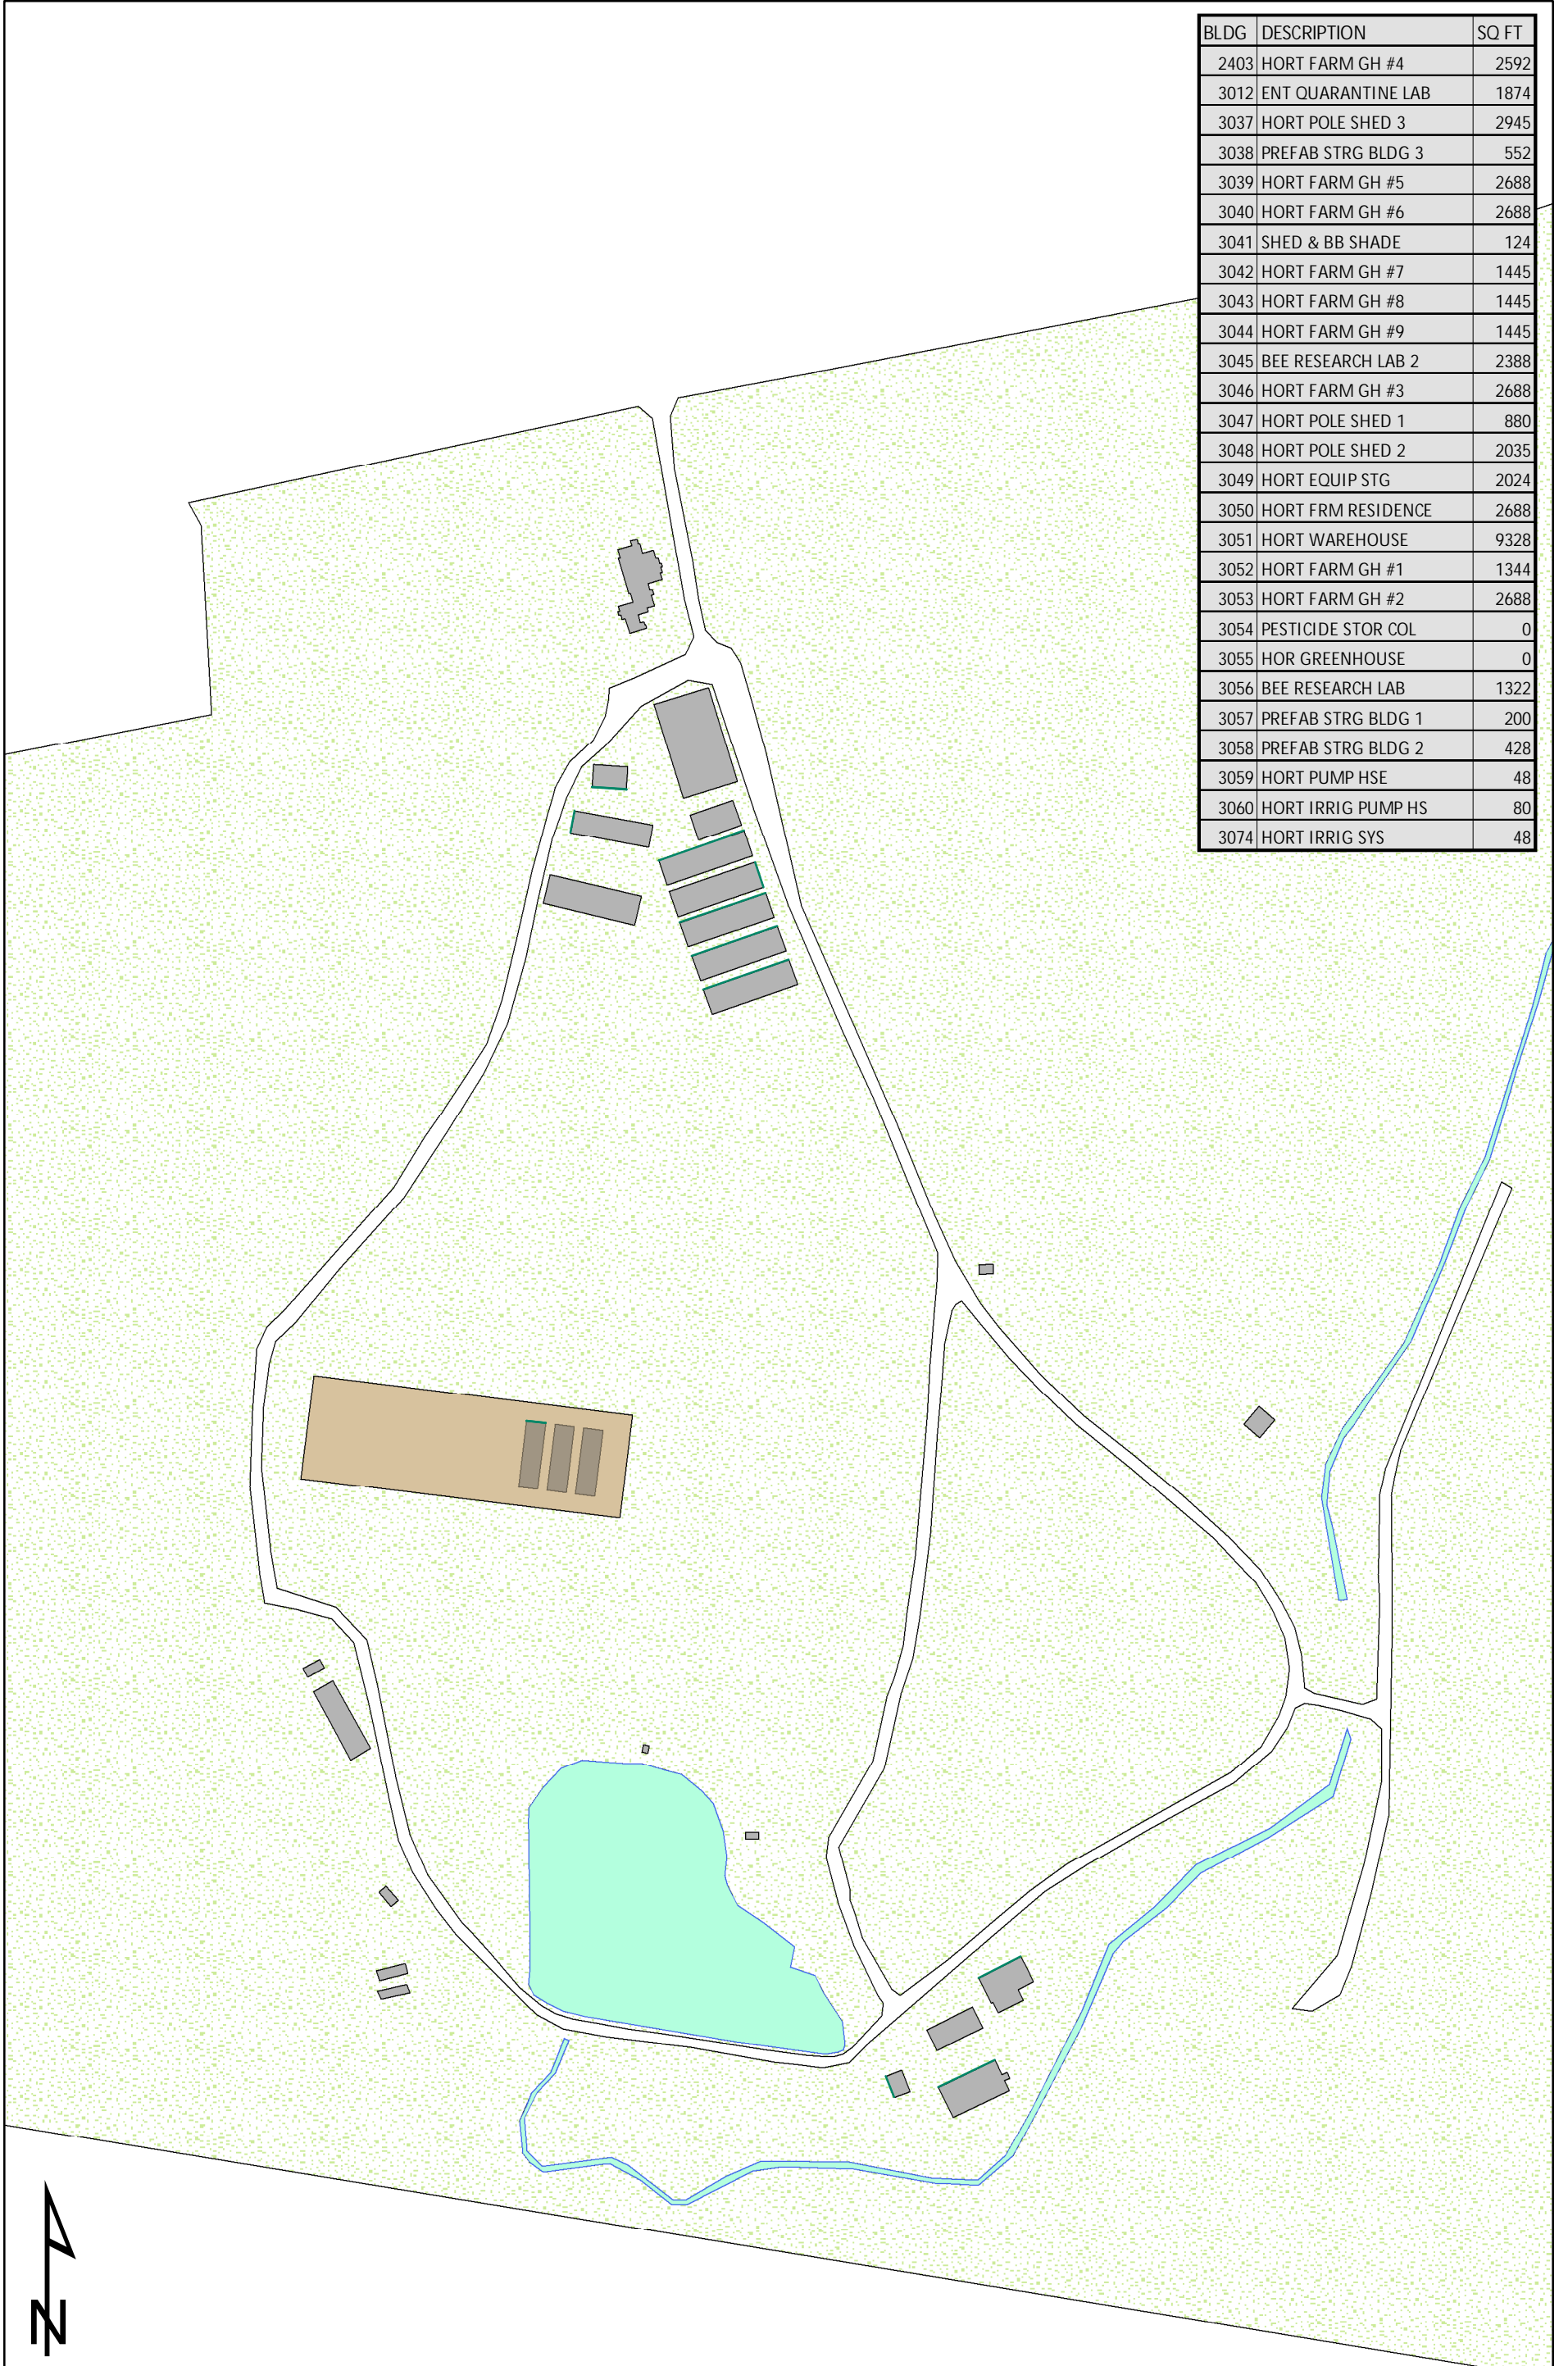 BLDG DESCRIPTION SQ FT
2403 HORT FARM GH #4 2592
3012 ENT QUARANTINE LAB 1874
3037 HORT POLE SHED 3 2945
3038 PREFAB STRG BLDG 3 552
3039 HORT FARM GH #5 2688
3040 HORT FARM GH #6 2688
3041 SHED & BB SHADE 124
3042 HORT FARM GH #7 1445
3043 HORT FARM GH #8 1445
3044 HORT FARM GH #9 1445
3045 BEE RESEARCH LAB 2 2388
3046 HORT FARM GH #3 2688
3047 HORT POLE SHED 1 880
3048 HORT POLE SHED 2 2035
3049 HORT EQUIP STG 2024
3050 HORT FRM RESIDENCE 2688
3051 HORT WAREHOUSE 9328
3052 HORT FARM GH #1 1344
3053 HORT FARM GH #2 2688
3054 PESTICIDE STOR COL 0
3055 HOR GREENHOUSE 0
3056 BEE RESEARCH LAB 1322
3057 PREFAB STRG BLDG 1 200
3058 PREFAB STRG BLDG 2 428
3059 HORT PUMP HSE 48
3060 HORT IRRIG PUMP HS 80
3074 HORT IRRIG SYS 48
N